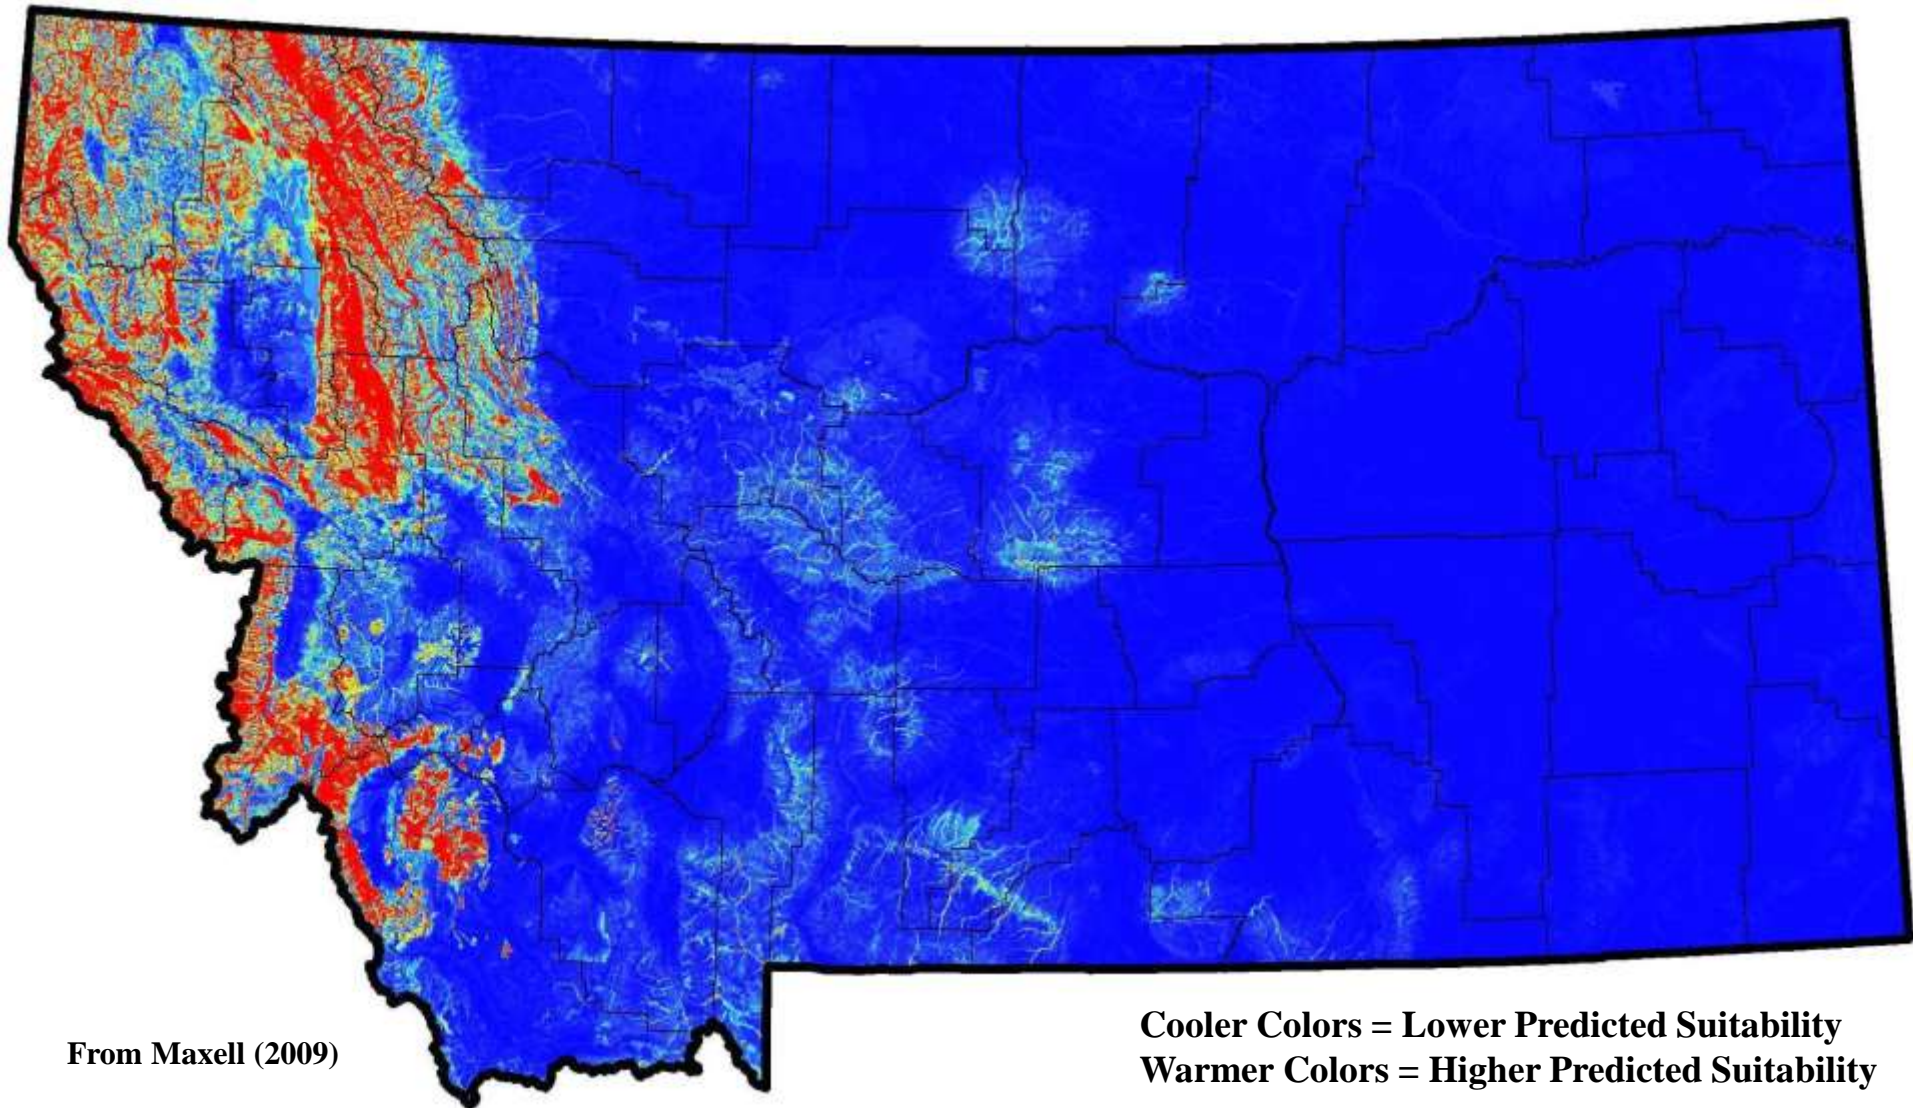 From Maxell (2009)
Cooler Colors = Lower Predicted Suitability
Warmer Colors = Higher Predicted Suitability